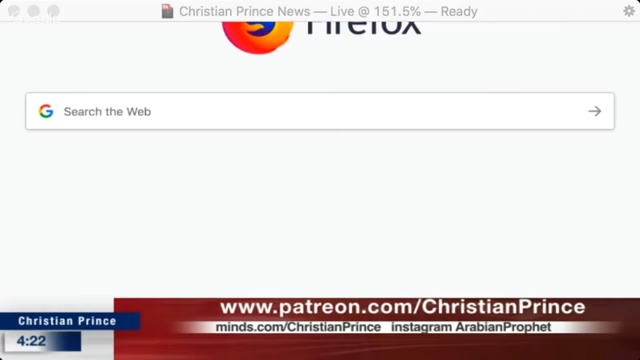 Christian Prince News — Live @ 151.5% — Ready
Firefox
Search the Web
www.patreon.com/ChristianPrince
Christian Prince
minds.com/ChristianPrince instagram ArabianProphet
4:22